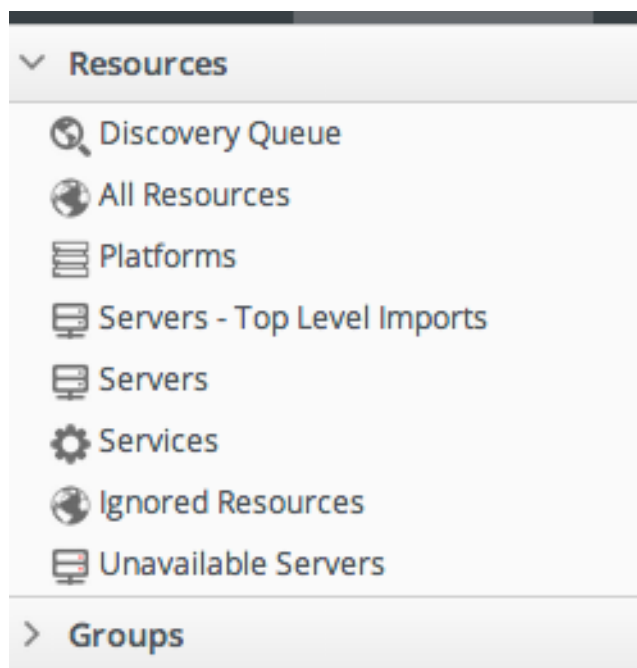 Resources
Discovery Queue
All Resources
Platforms
Servers - Top Level Imports
Servers
Services
Ignored Resources
Unavailable Servers
Groups